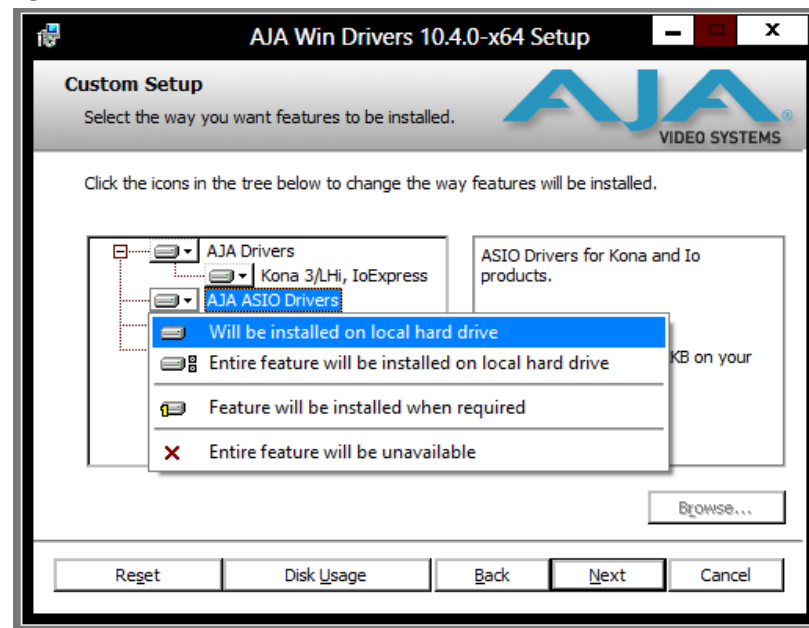 AJA Win Drivers 10.4.0-x64 Setup
Custom Setup
Select the way you want features to be installed.
AJA
VIDEO SYSTEMS
Click the icons in the tree below to change the way features will be installed.
AJA Drivers
Kona 3/LHi, IoExpress
AJA ASIO Drivers
ASIO Drivers for Kona and Io
products.
Will be installed on local hard drive
Entire feature will be installed on local hard drive
KB on your
Feature will be installed when required
Entire feature will be unavailable
Browse...
Reset
Disk Usage
Back
Next
Cancel